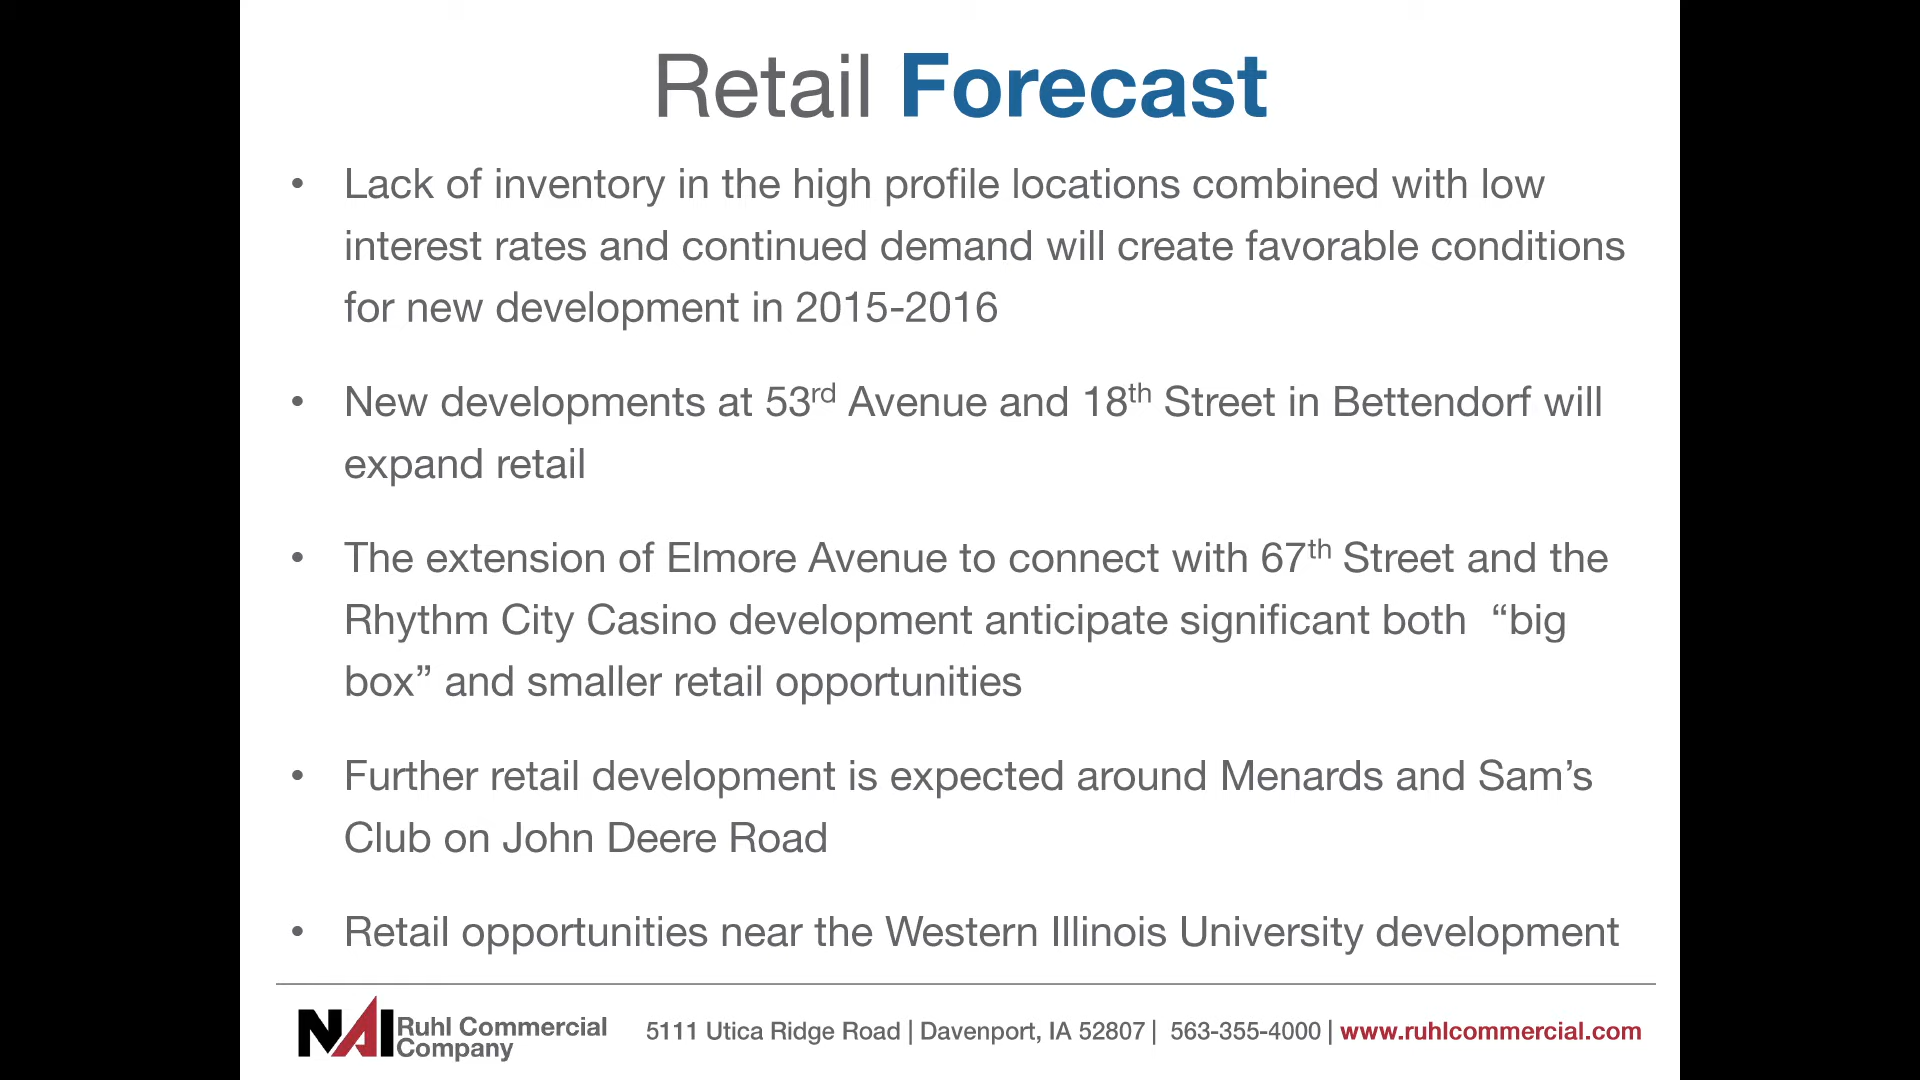 Retail Forecast
• Lack of inventory in the high profile locations combined with low
interest rates and continued demand will create favorable conditions
for new development in 2015-2016
• New developments at 53rd Avenue and 18th Street in Bettendorf will
expand retail
• The extension of Elmore Avenue to connect with 67th Street and the
Rhythm City Casino development anticipate significant both  “big
box” and smaller retail opportunities
• Further retail development is expected around Menards and Sam’s
Club on John Deere Road
• Retail opportunities near the Western Illinois University development
NAI Ruhl Commercial
Company
5111 Utica Ridge Road | Davenport, IA 52807 | 563-355-4000 | www.ruhlcommercial.com